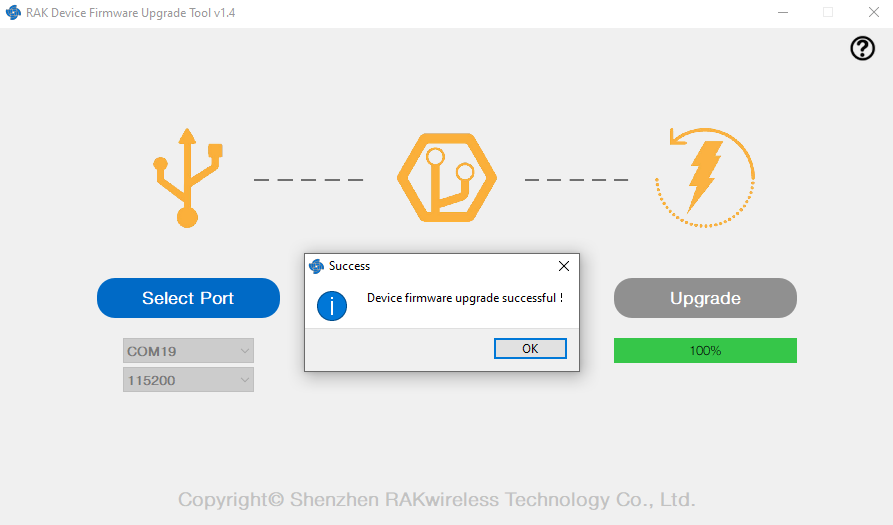 RAK Device Firmware Upgrade Tool v1.4
Success
Device firmware upgrade successful !
OK
Select Port
Upgrade
COM19
100%
115200
Copyright© Shenzhen RAKwireless Technology Co., Ltd.